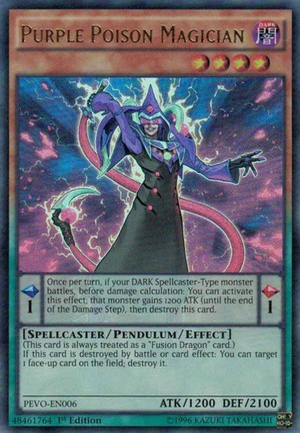 PURPLE POISON MAGICIAN
DARK
闇
Once per turn, if your DARK Spellcaster-Type monster
battles, before damage calculation: You can activate
this effect; that monster gains 1200 ATK (until the end
of the Damage Step), then destroy this card.
1
1
[SPELLCASTER/PENDULUM/EFFECT]
(This card is always treated as a "Fusion Dragon" card.)
If this card is destroyed by battle or card effect: You can target
1 face-up card on the field; destroy it.
PEVO-EN006
ATK/1200 DEF/2100
48461764
1ST Edition
©1996 KAZUKI TAKAHASHI